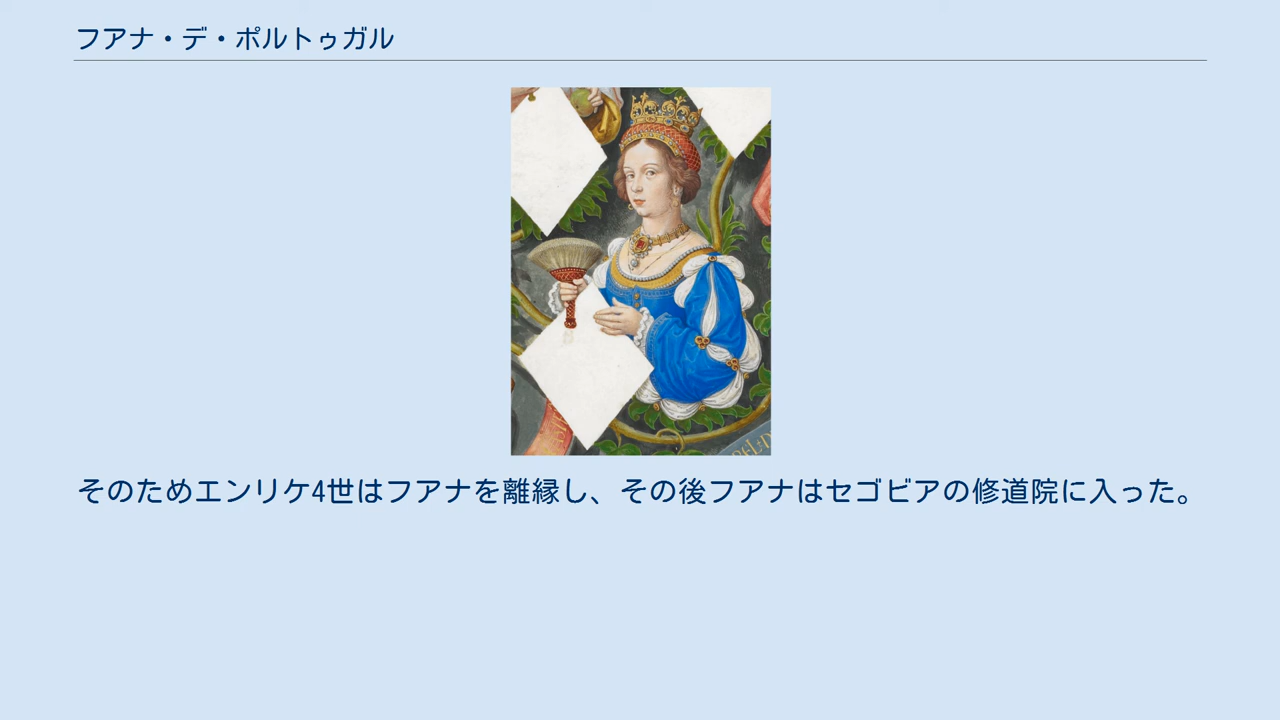 フアナ・デ・ポルトゥガル
そのためエンリケ4世はフアナを離縁し、その後フアナはセゴビアの修道院に入った。